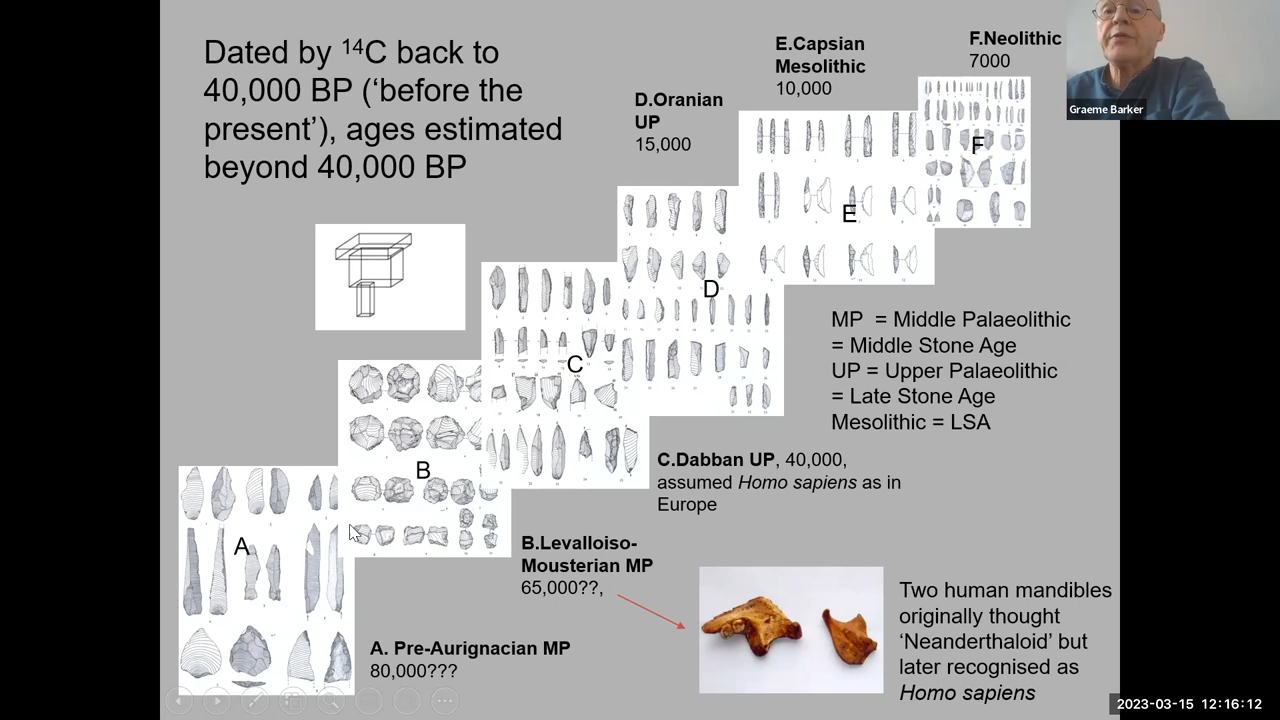 Dated by ¹⁴C back to
40,000 BP (‘before the
present’), ages estimated
beyond 40,000 BP
E.Capsian
Mesolithic
10,000
F.Neolithic
7000
D.Oranian
UP
15,000
Graeme Barker
F
E
D
C
B
A
MP = Middle Palaeolithic
= Middle Stone Age
UP = Upper Palaeolithic
= Late Stone Age
Mesolithic = LSA
C.Dabban UP, 40,000,
assumed Homo sapiens as in
Europe
B.Levalloiso-
Mousterian MP
65,000??,
A. Pre-Aurignacian MP
80,000???
Two human mandibles
originally thought
‘Neanderthaloid’ but
later recognised as
Homo sapiens
2023-03-15 12:16:12